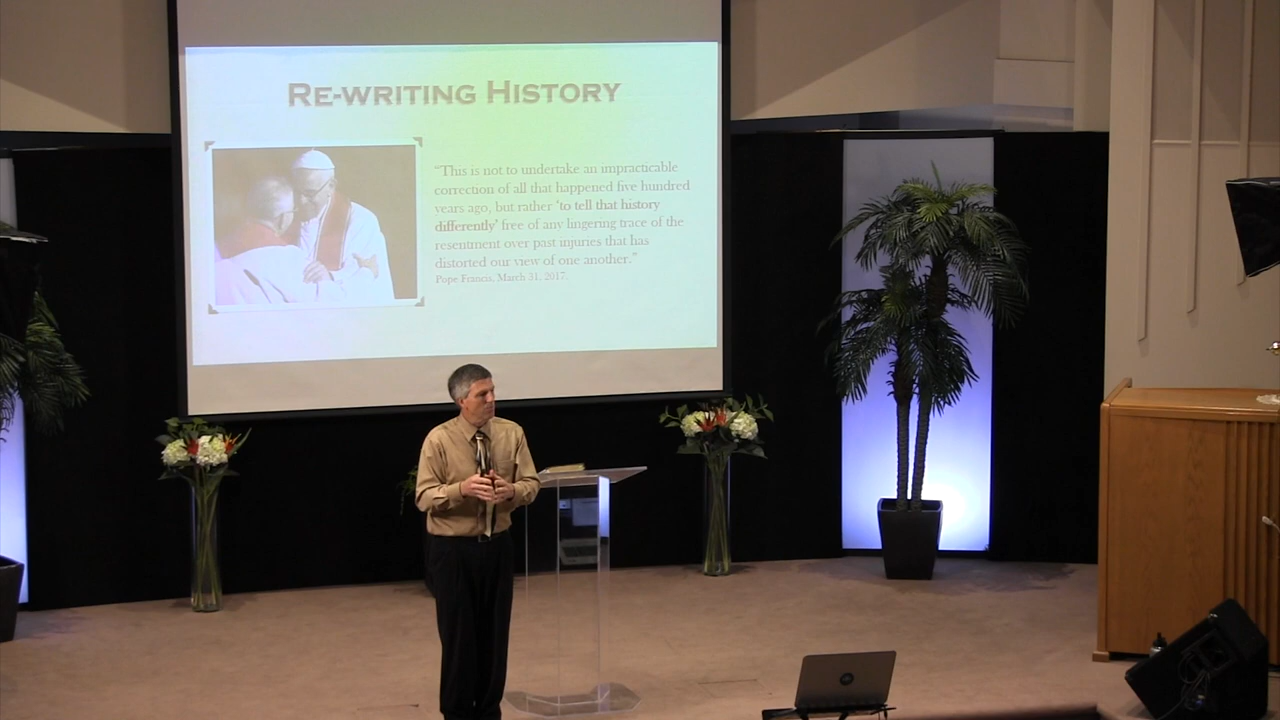 RE-WRITING HISTORY
“This is not to undertake an impracticable
correction of all that happened five hundred
years ago, but rather ‘to tell that history
differently’ free of any lingering trace of the
resentment over past injuries that has
distorted our view of one another.”
Pope Francis, March 31, 2017.